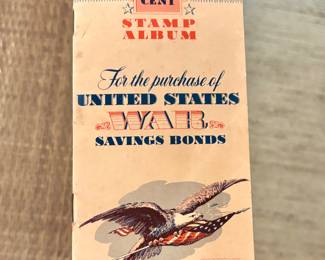 CENT
STAMP
ALBUM
For the purchase of
UNITED STATES
WAR
SAVINGS BONDS